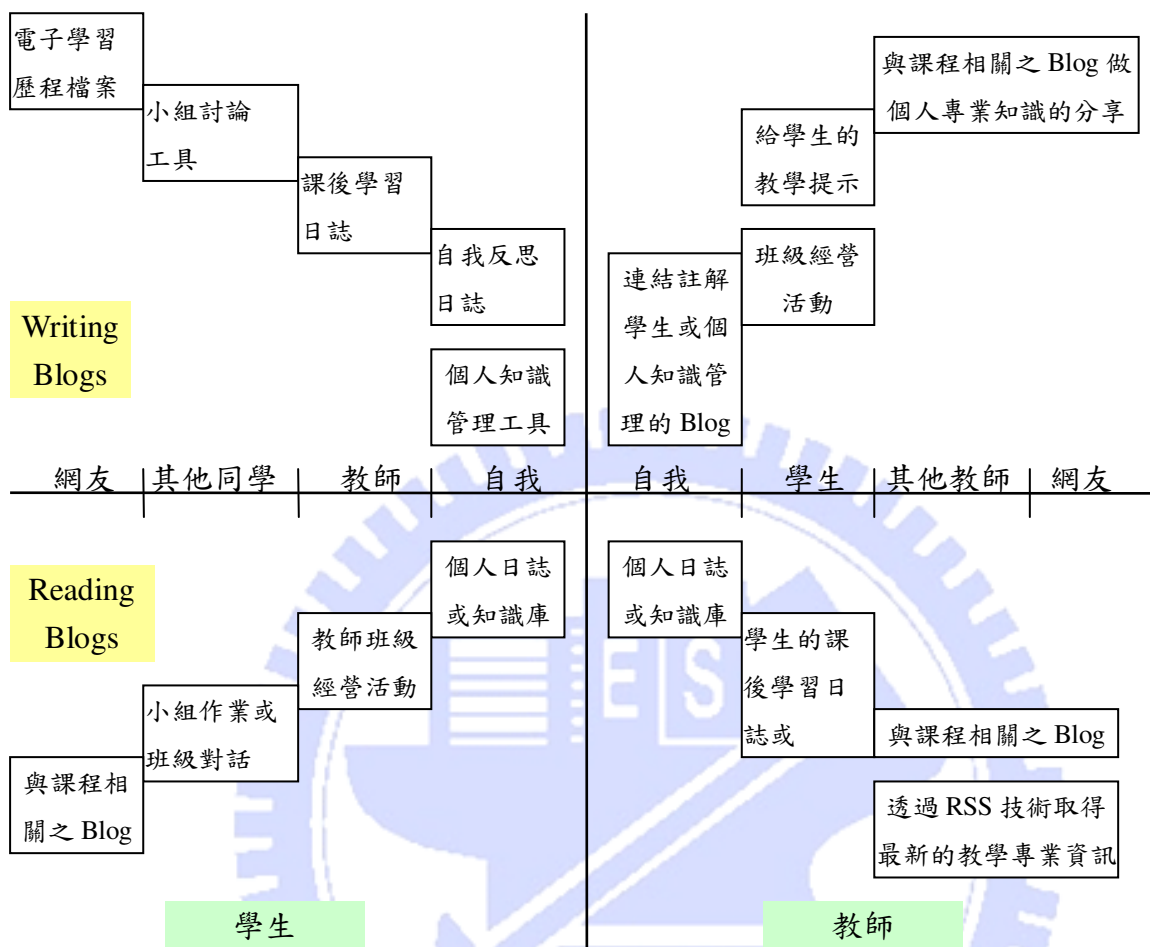 電子學習
歷程檔案
小組討論
工具
課後學習
日誌
自我反思
日誌
個人知識
管理工具
Writing
Blogs
與課程相關之 Blog 做
個人專業知識的分享
給學生的
教學提示
班級經營
活動
連結註解
學生或個
人知識管
理的 Blog
網友 其他同學 教師 自我 自我 學生 其他教師 網友
Reading
Blogs
個人日誌
或知識庫
教師班級
經營活動
小組作業或
班級對話
與課程相
關之 Blog
個人日誌
或知識庫
學生的課
後學習日
誌或
與課程相關之 Blog
透過 RSS 技術取得
最新的教學專業資訊
ES
學生 教師